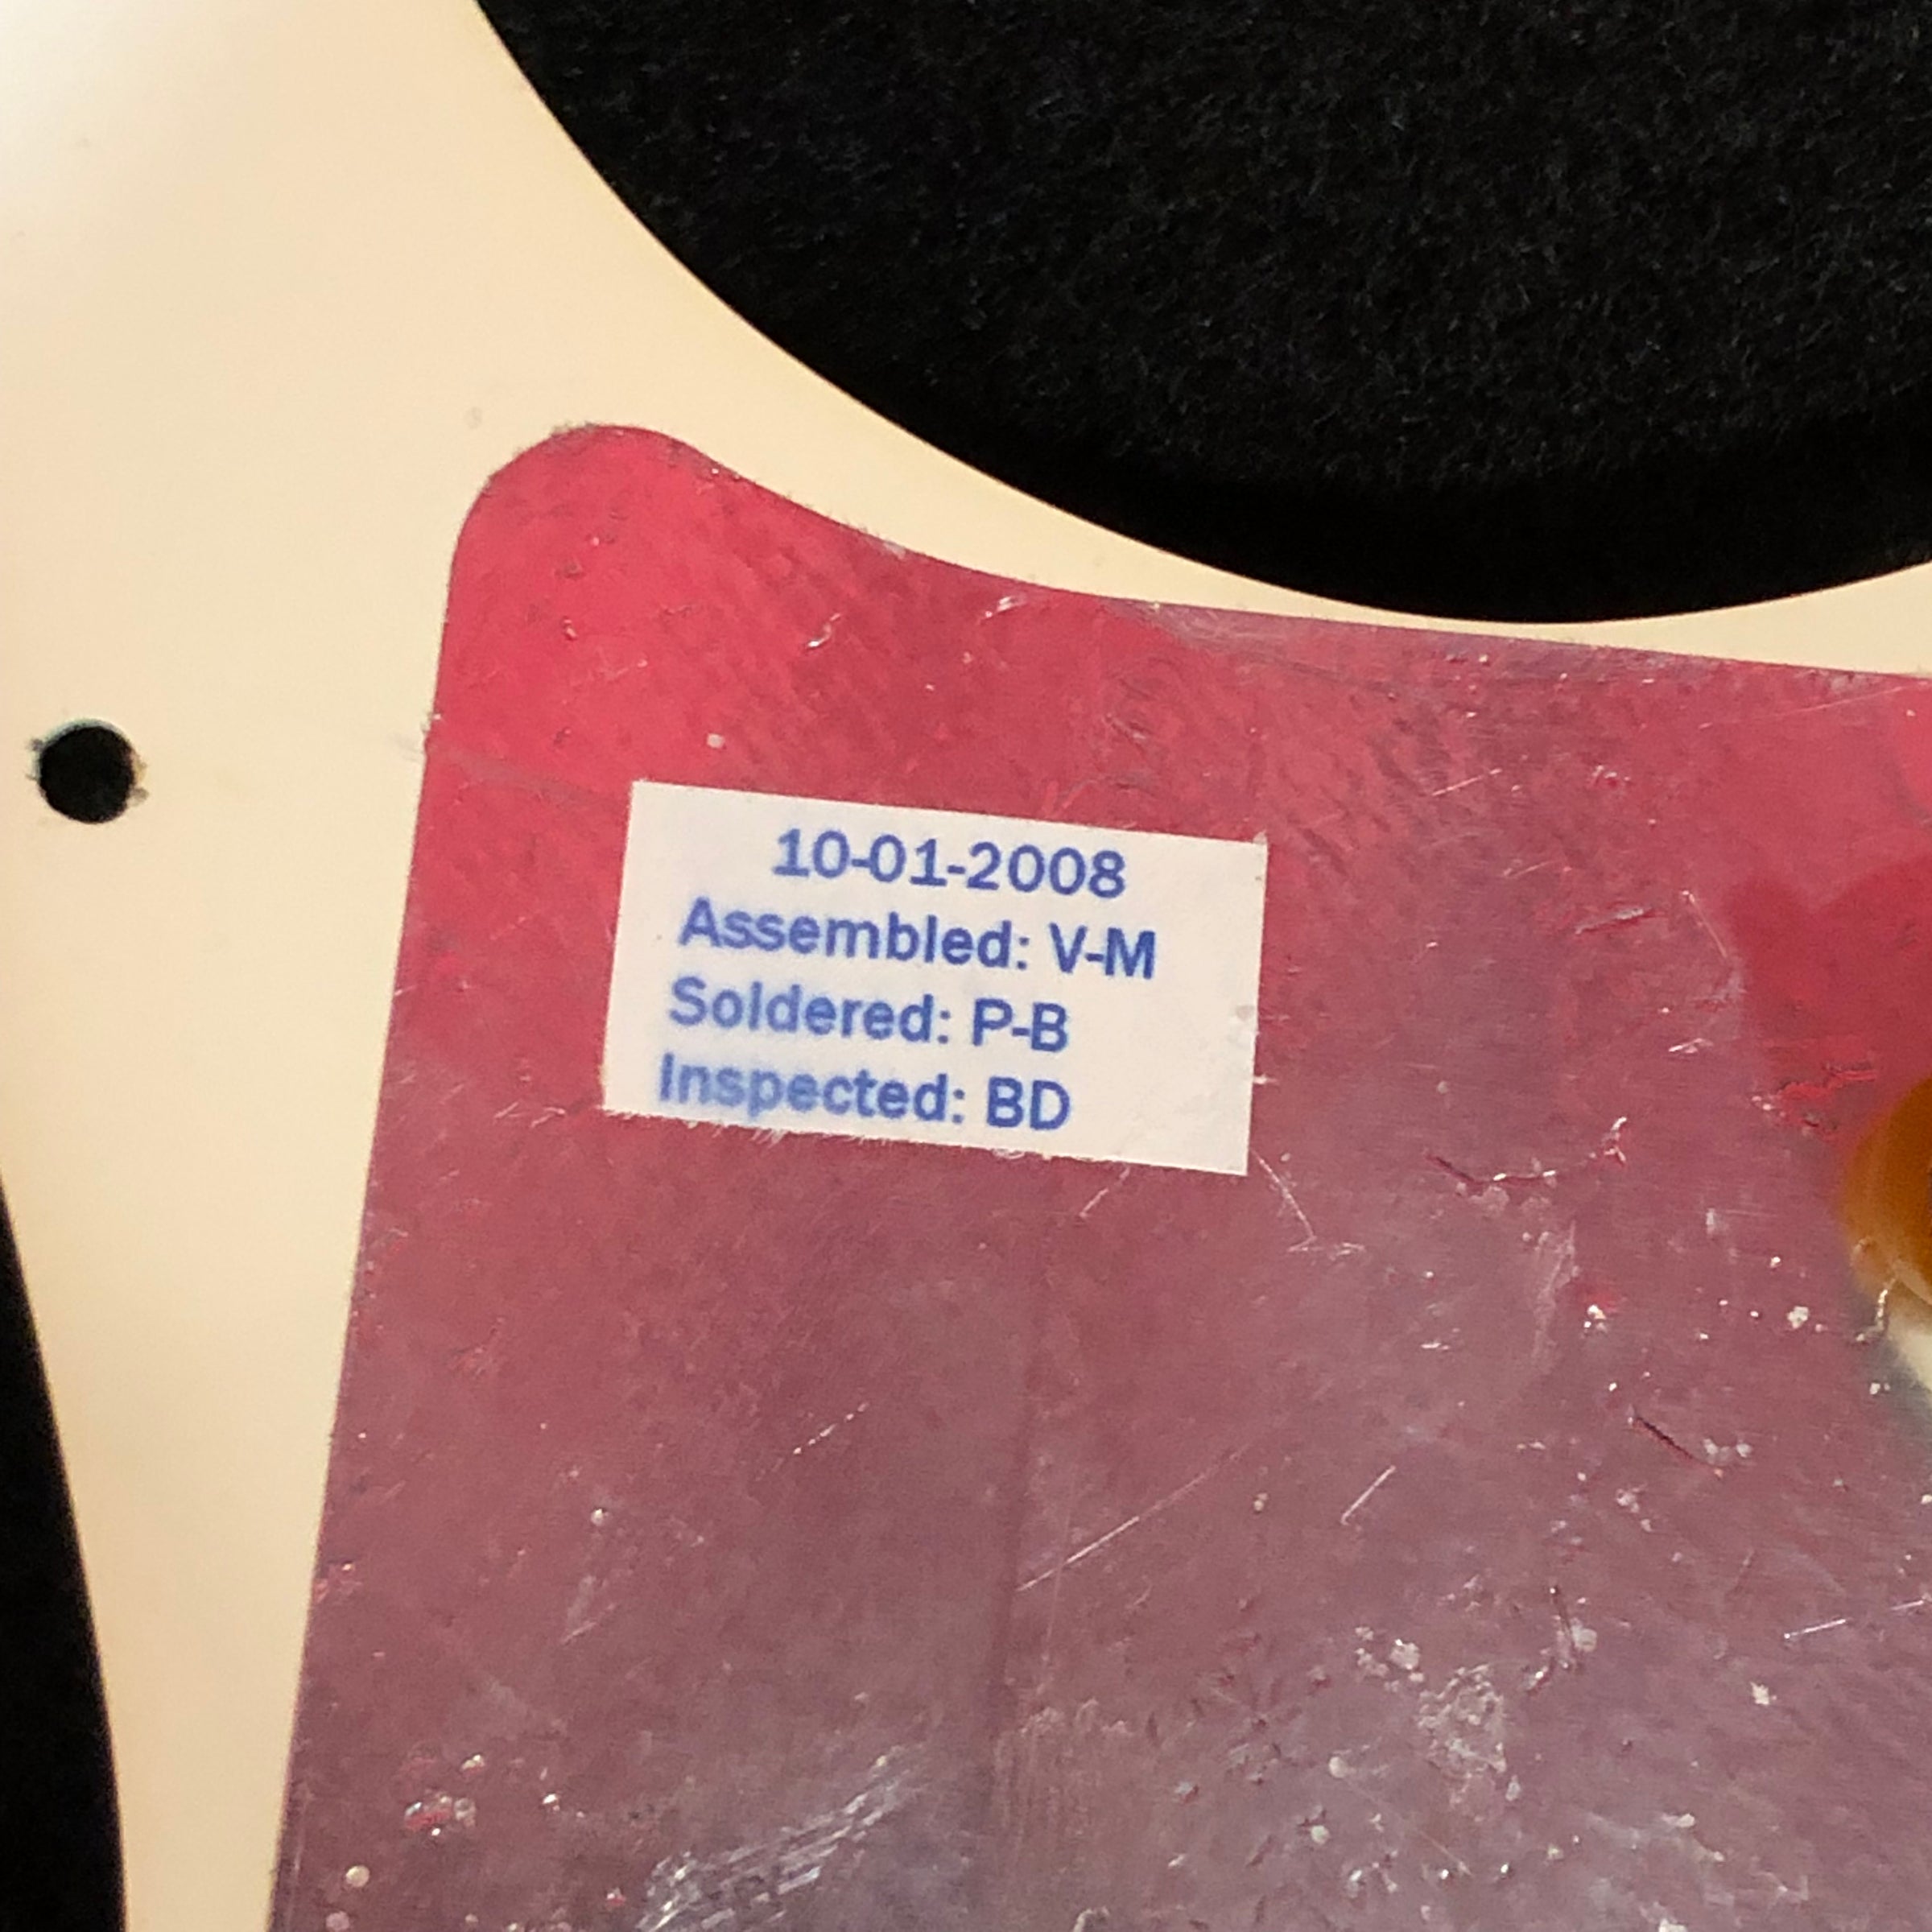 10-01-2008
Assembled: V-M
Soldered: P-B
Inspected: BD